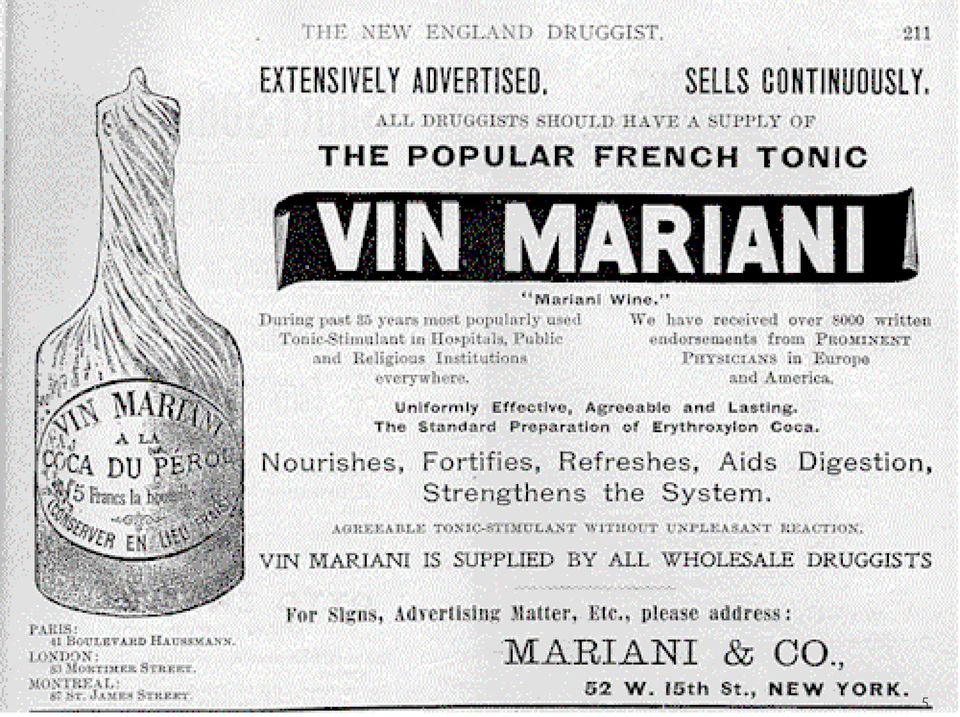 THE NEW ENGLAND DRUGGIST. 211
EXTENSIVELY ADVERTISED. SELLS CONTINUOUSLY.
ALL DRUGGISTS SHOULD HAVE A SUPPLY OF
THE POPULAR FRENCH TONIC
VIN MARIANI
"Mariani Wine."
During past 35 years most popularly used
Tonic-Stimulant in Hospitals, Public
and Religious Institutions
everywhere.
We have received over 8000 written
endorsements from PROMINENT
PHYSICIANS in Europe
and America.
Uniformly Effective, Agreeable and Lasting.
The Standard Preparation of Erythroxylon Coca.
Nourishes, Fortifies, Refreshes, Aids Digestion,
Strengthens the System.
AGREEABLE TONIC-STIMULANT WITHOUT UNPLEASANT REACTION.
VIN MARIANI IS SUPPLIED BY ALL WHOLESALE DRUGGISTS
For Signs, Advertising Matter, Etc., please address:
MARIANI & CO.,
52 W. 15th St., NEW YORK.
VIN MARIANI
A LA
COCA DU PEROU
5 Francs la bouteille
CONSERVER EN LIEU FRAIS
PARIS:
41 BOULEVARD HAUSSMANN.
LONDON:
83 MORTIMER STREET.
MONTREAL:
87 ST. JAMES STREET.
5